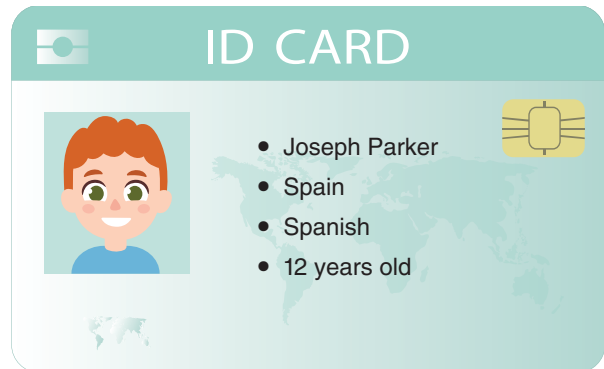 ID CARD
• Joseph Parker
• Spain
• Spanish
• 12 years old